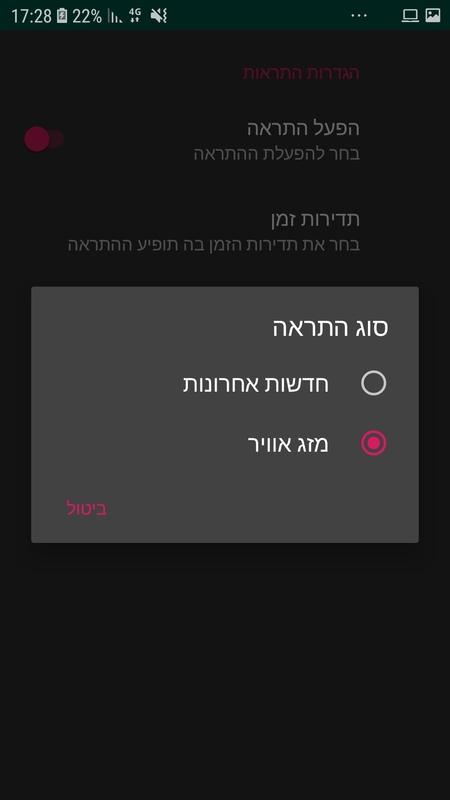 17:28 22% 4G
הגדרות התראות
הפעל התראה
בחר להפעלת ההתראה
תדירות זמן
בחר את תדירות הזמן בה תופיע ההתראה
סוג התראה
חדשות אחרונות
מזג אוויר
ביטול